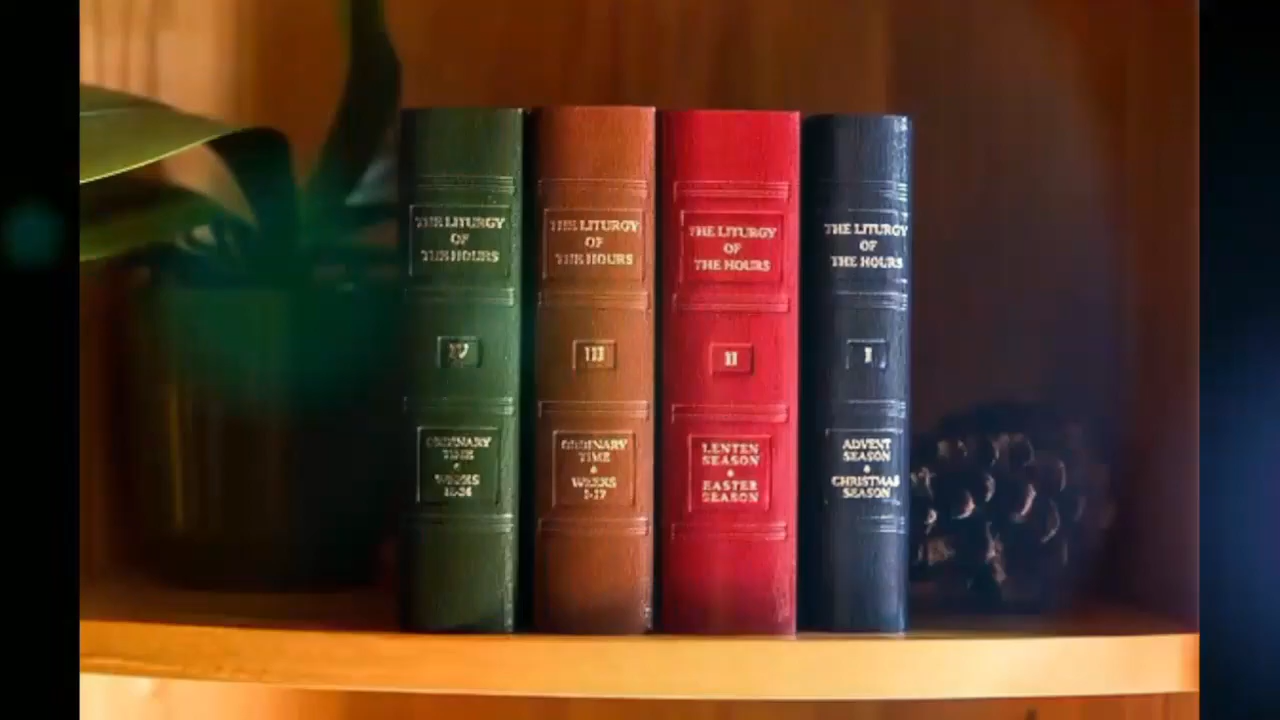 THE LITURGY
OF
THE HOURS
IV
ORDINARY
TIME
WEEKS
18-34
THE LITURGY
OF
THE HOURS
III
ORDINARY
TIME
WEEKS
1-17
THE LITURGY
OF
THE HOURS
II
LENTEN
SEASON
EASTER
SEASON
THE LITURGY
OF
THE HOURS
I
ADVENT
SEASON
CHRISTMAS
SEASON